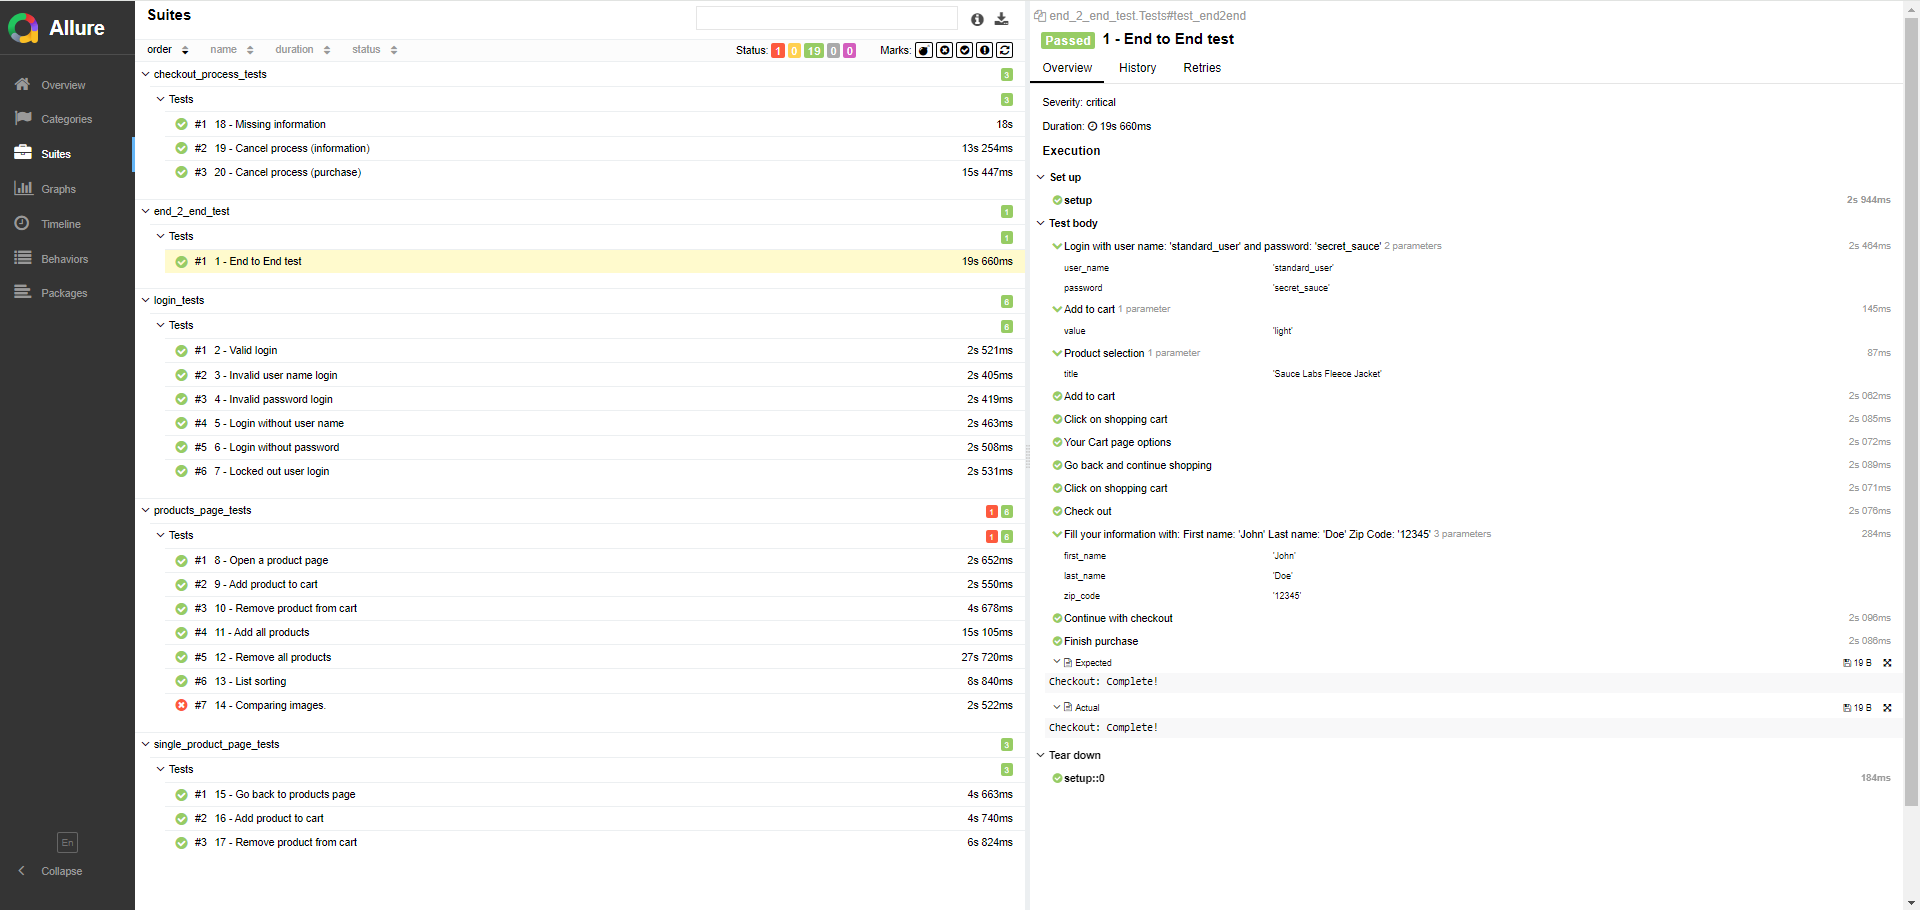 Allure
Overview
Categories
Suites
Graphs
Timeline
Behaviors
Packages
En
Collapse
Suites
order name duration status
Status: 1 0 19 0 0 Marks:
checkout_process_tests 3
Tests 3
#1 18 - Missing information 18s
#2 19 - Cancel process (information) 13s 254ms
#3 20 - Cancel process (purchase) 15s 447ms
end_2_end_test 1
Tests 1
#1 1 - End to End test 19s 660ms
login_tests 6
Tests 6
#1 2 - Valid login 2s 521ms
#2 3 - Invalid user name login 2s 405ms
#3 4 - Invalid password login 2s 419ms
#4 5 - Login without user name 2s 463ms
#5 6 - Login without password 2s 508ms
#6 7 - Locked out user login 2s 531ms
products_page_tests 1 6
Tests 1 6
#1 8 - Open a product page 2s 652ms
#2 9 - Add product to cart 2s 550ms
#3 10 - Remove product from cart 4s 678ms
#4 11 - Add all products 15s 105ms
#5 12 - Remove all products 27s 720ms
#6 13 - List sorting 8s 840ms
#7 14 - Comparing images. 2s 522ms
single_product_page_tests 3
Tests 3
#1 15 - Go back to products page 4s 663ms
#2 16 - Add product to cart 4s 740ms
#3 17 - Remove product from cart 6s 824ms
end_2_end_test.Tests#test_end2end
Passed 1 - End to End test
Overview History Retries
Severity: critical
Duration: 19s 660ms
Execution
Set up
setup 2s 944ms
Test body
Login with user name: 'standard_user' and password: 'secret_sauce' 2 parameters 2s 464ms
user_name 'standard_user'
password 'secret_sauce'
Add to cart 1 parameter 145ms
value 'light'
Product selection 1 parameter 87ms
title 'Sauce Labs Fleece Jacket'
Add to cart 2s 062ms
Click on shopping cart 2s 085ms
Your Cart page options 2s 072ms
Go back and continue shopping 2s 089ms
Click on shopping cart 2s 071ms
Check out 2s 076ms
Fill your information with: First name: 'John' Last name: 'Doe' Zip Code: '12345' 3 parameters 284ms
first_name 'John'
last_name 'Doe'
zip_code '12345'
Continue with checkout 2s 096ms
Finish purchase 2s 086ms
Expected 19 B
Checkout: Complete!
Actual 19 B
Checkout: Complete!
Tear down
setup::0 184ms